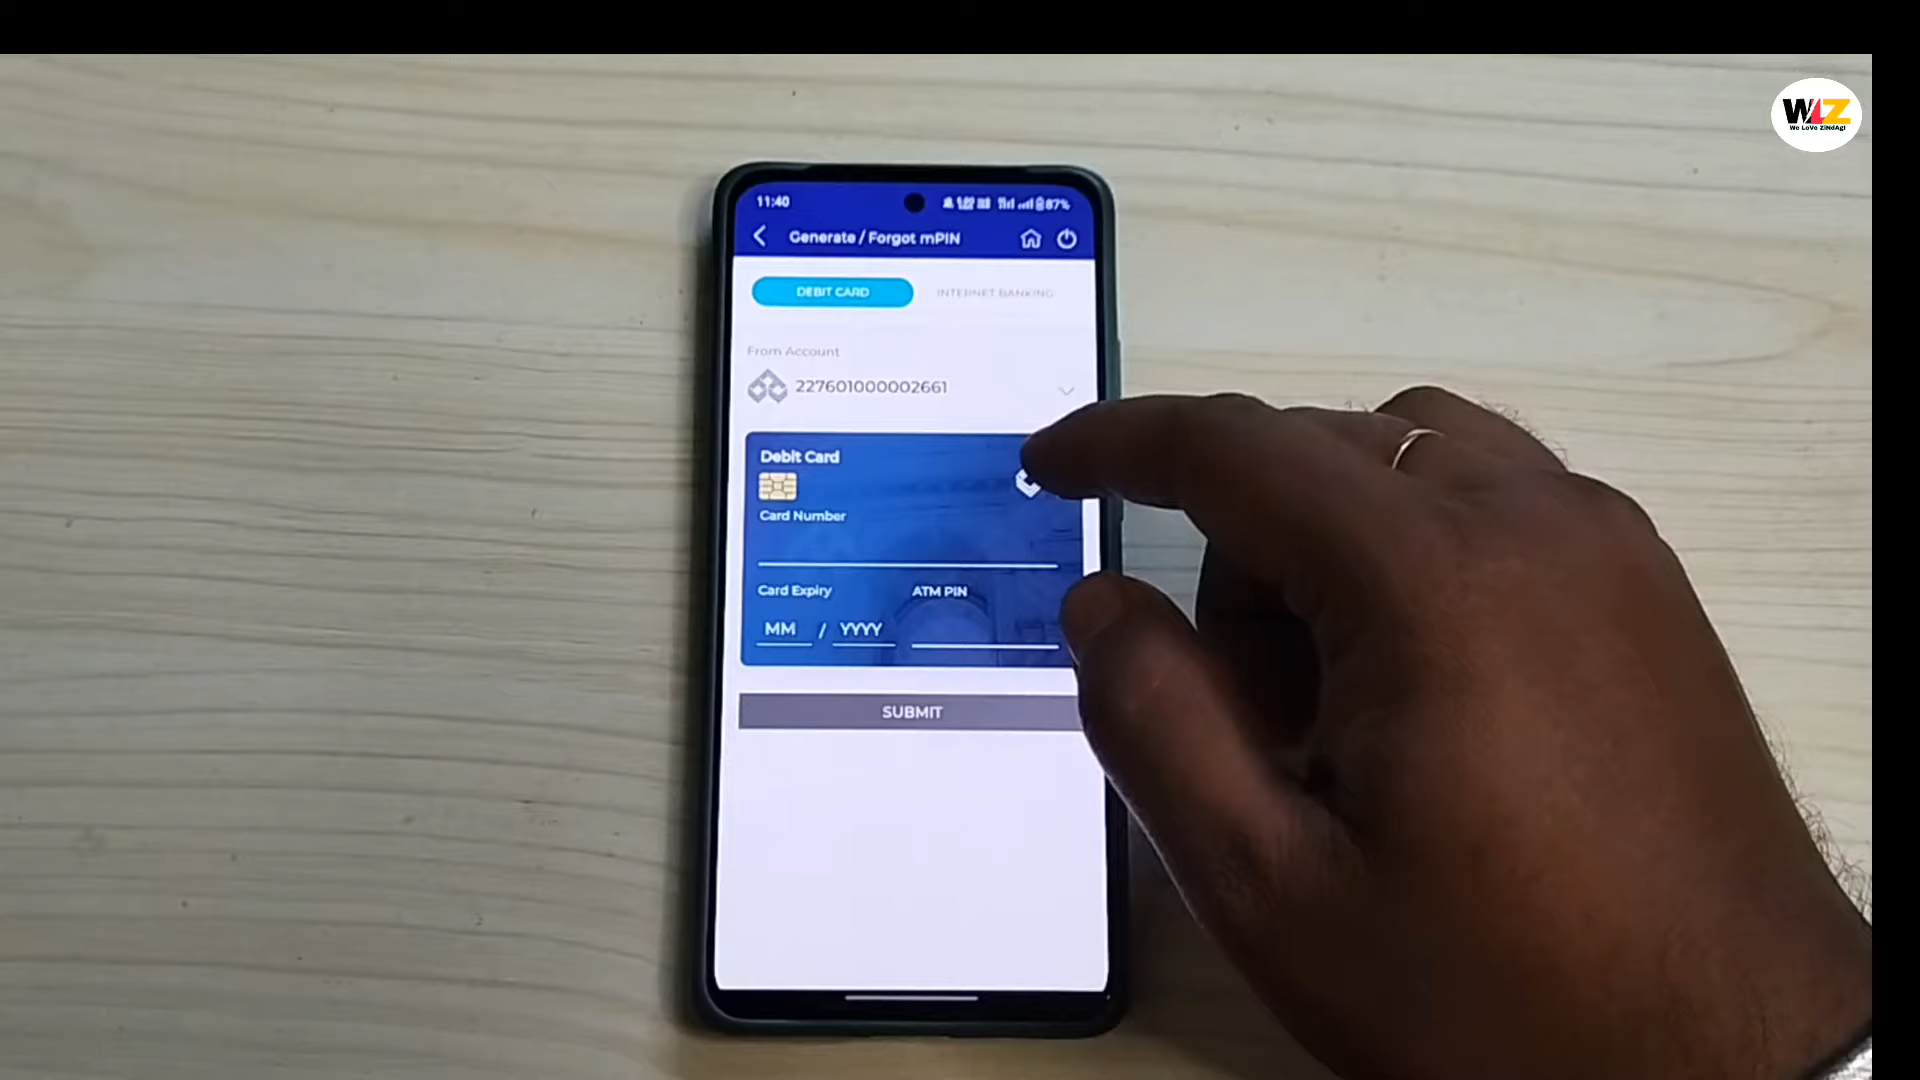 WLZ
We LoVe ZiNdAgI
11:40
87%
Generate / Forgot mPIN
DEBIT CARD
INTERNET BANKING
From Account
227601000002661
Debit Card
Card Number
Card Expiry
ATM PIN
MM / YYYY
SUBMIT